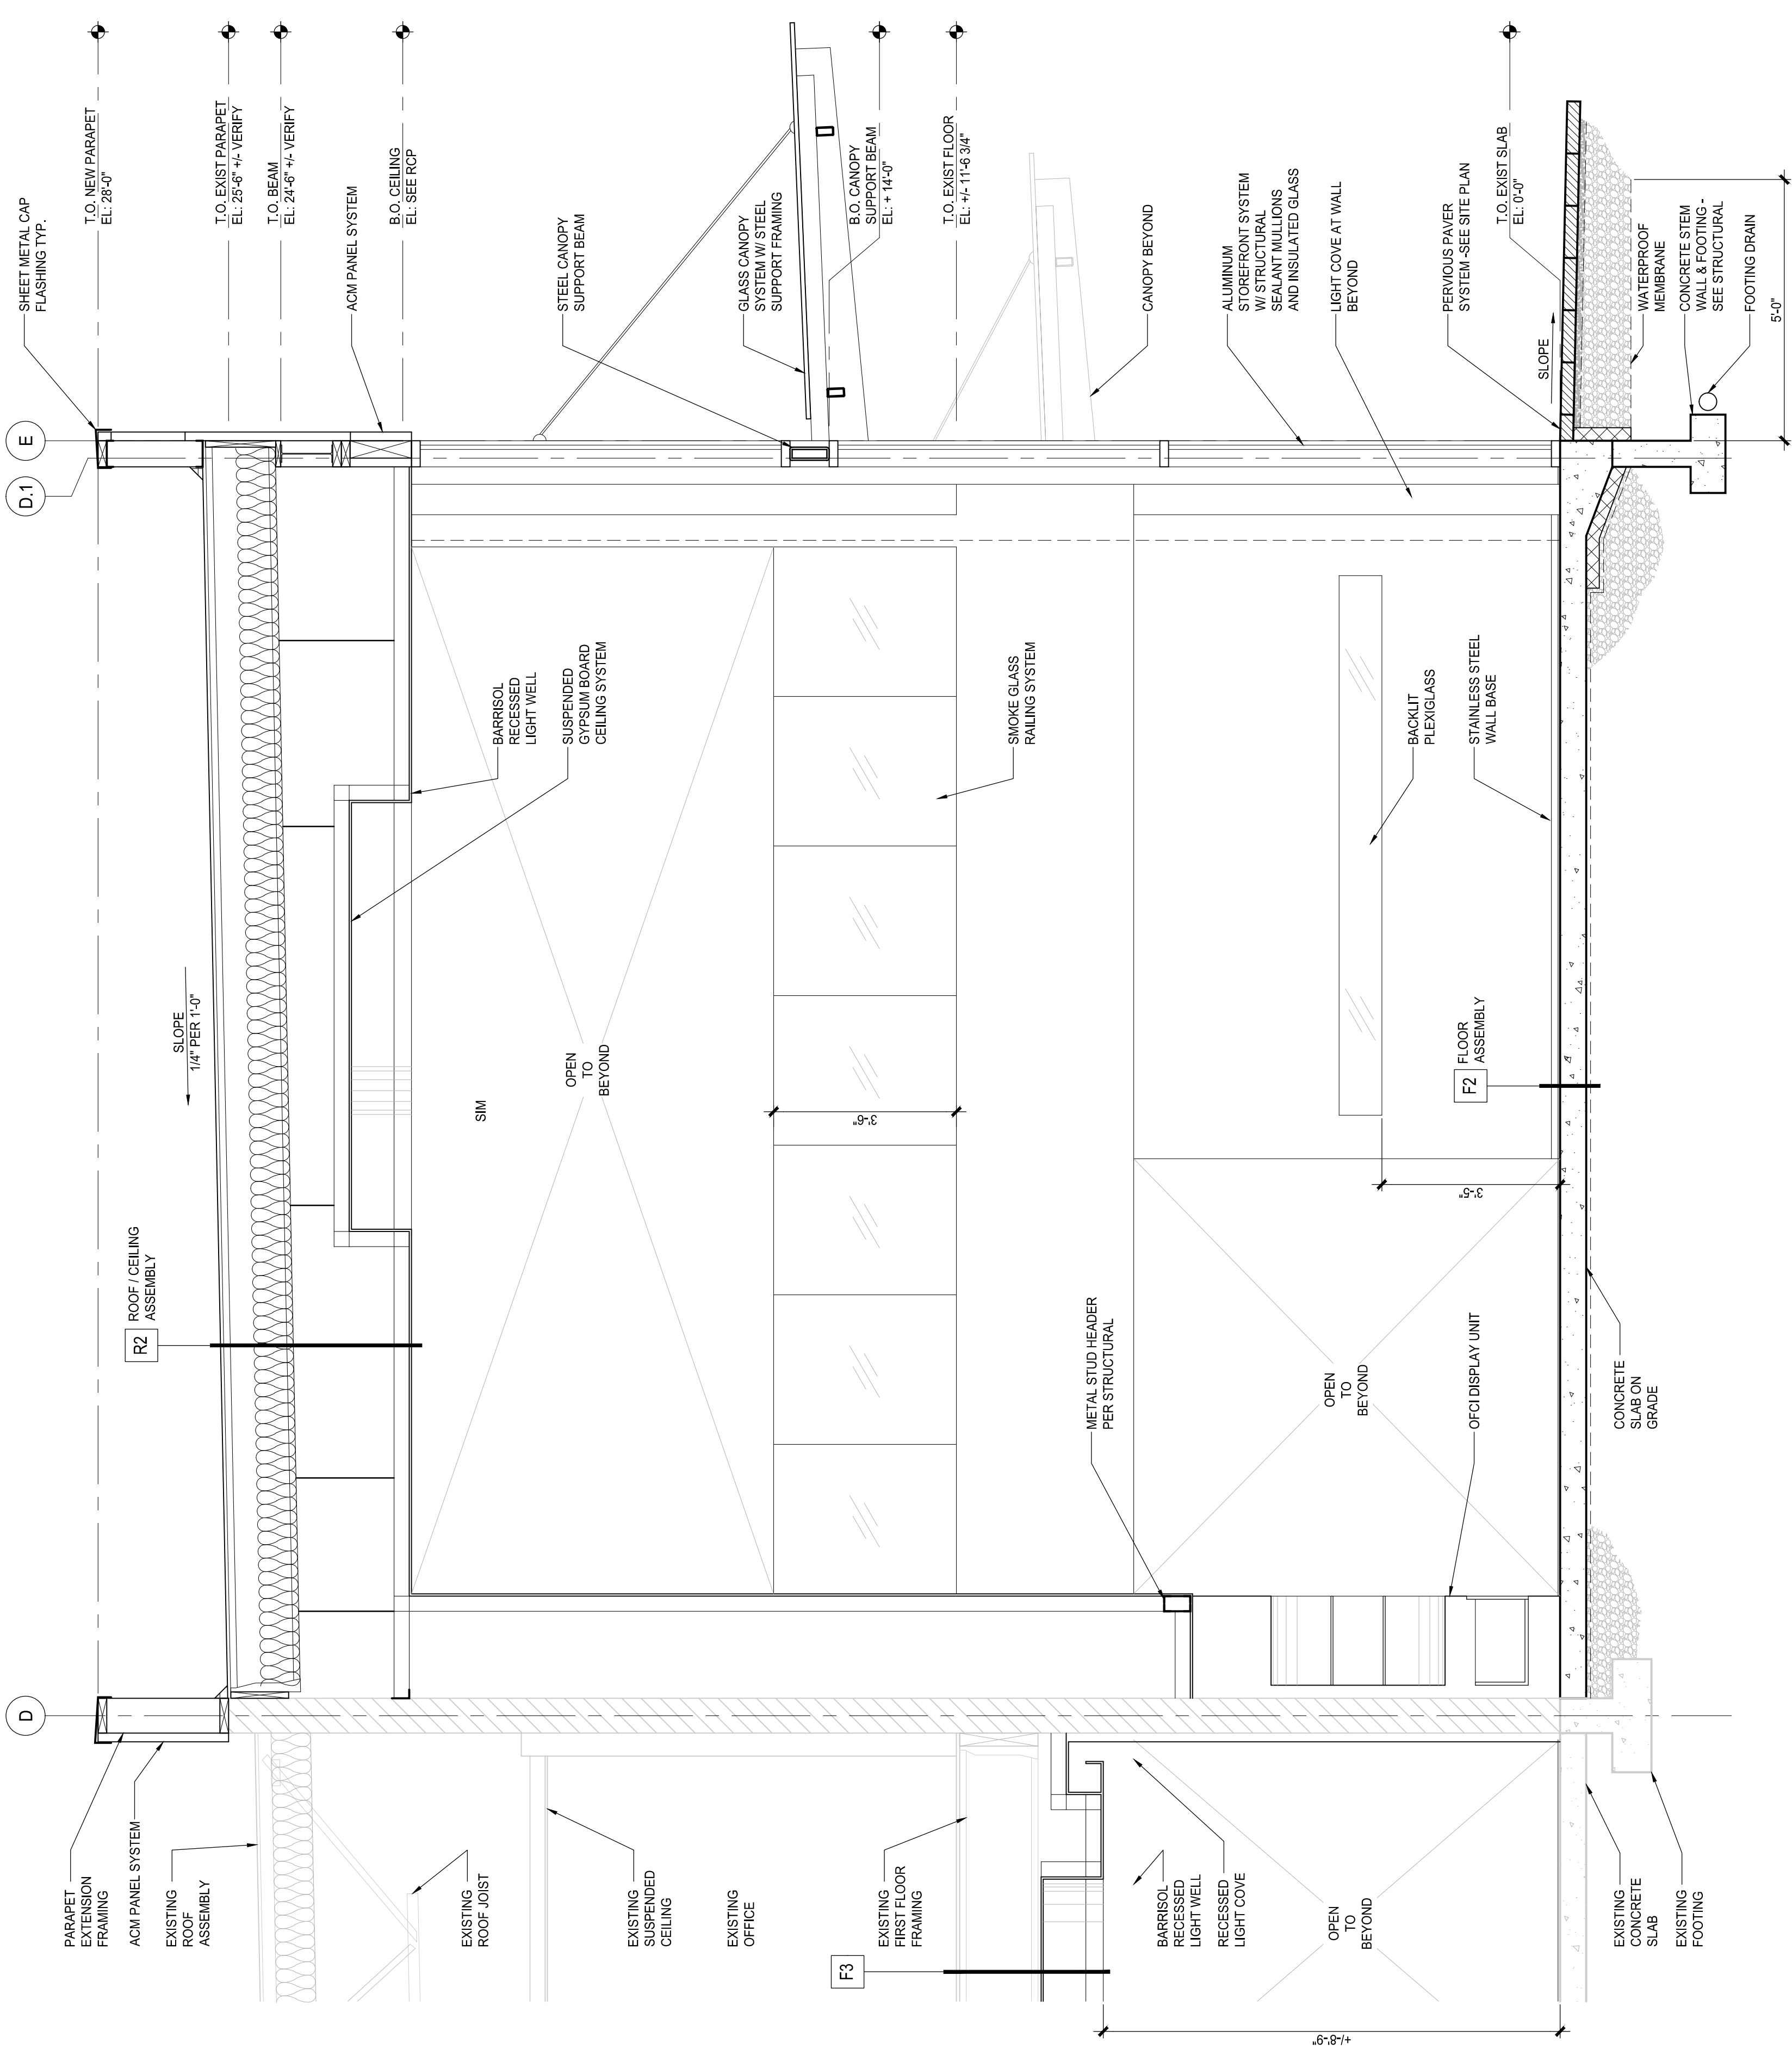 E
D.1
D
SHEET METAL CAP
FLASHING TYP.
T.O. NEW PARAPET
EL: 28'-0"
T.O. EXIST PARAPET
EL: 25'-6" +/- VERIFY
T.O. BEAM
EL: 24'-6" +/- VERIFY
B.O. CEILING
EL: SEE RCP
ACM PANEL SYSTEM
STEEL CANOPY
SUPPORT BEAM
GLASS CANOPY
SYSTEM W/ STEEL
SUPPORT FRAMING
B.O. CANOPY
SUPPORT BEAM
EL: + 14'-0"
T.O. EXIST FLOOR
EL: +/- 11'-6 3/4"
CANOPY BEYOND
ALUMINUM
STOREFRONT SYSTEM
W/ STRUCTURAL
SEALANT MULLIONS
AND INSULATED GLASS
LIGHT COVE AT WALL
BEYOND
PERVIOUS PAVER
SYSTEM -SEE SITE PLAN
T.O. EXIST SLAB
EL: 0'-0"
SLOPE
WATERPROOF
MEMBRANE
CONCRETE STEM
WALL & FOOTING -
SEE STRUCTURAL
FOOTING DRAIN
5'-0"
SLOPE
1/4" PER 1'-0"
BARRISOL
RECESSED
LIGHT WELL
SUSPENDED
GYPSUM BOARD
CEILING SYSTEM
SIM
OPEN
TO
BEYOND
3'-6"
SMOKE GLASS
RAILING SYSTEM
BACKLIT
PLEXIGLASS
STAINLESS STEEL
WALL BASE
F2
FLOOR
ASSEMBLY
3'-5"
R2
ROOF / CEILING
ASSEMBLY
METAL STUD HEADER
PER STRUCTURAL
OPEN
TO
BEYOND
OFCI DISPLAY UNIT
CONCRETE
SLAB ON
GRADE
PARAPET
EXTENSION
FRAMING
ACM PANEL SYSTEM
EXISTING
ROOF
ASSEMBLY
EXISTING
ROOF JOIST
EXISTING
SUSPENDED
CEILING
EXISTING
OFFICE
F3
EXISTING
FIRST FLOOR
FRAMING
BARRISOL
RECESSED
LIGHT WELL
RECESSED
LIGHT COVE
OPEN
TO
BEYOND
EXISTING
CONCRETE
SLAB
EXISTING
FOOTING
+/-8'-9"